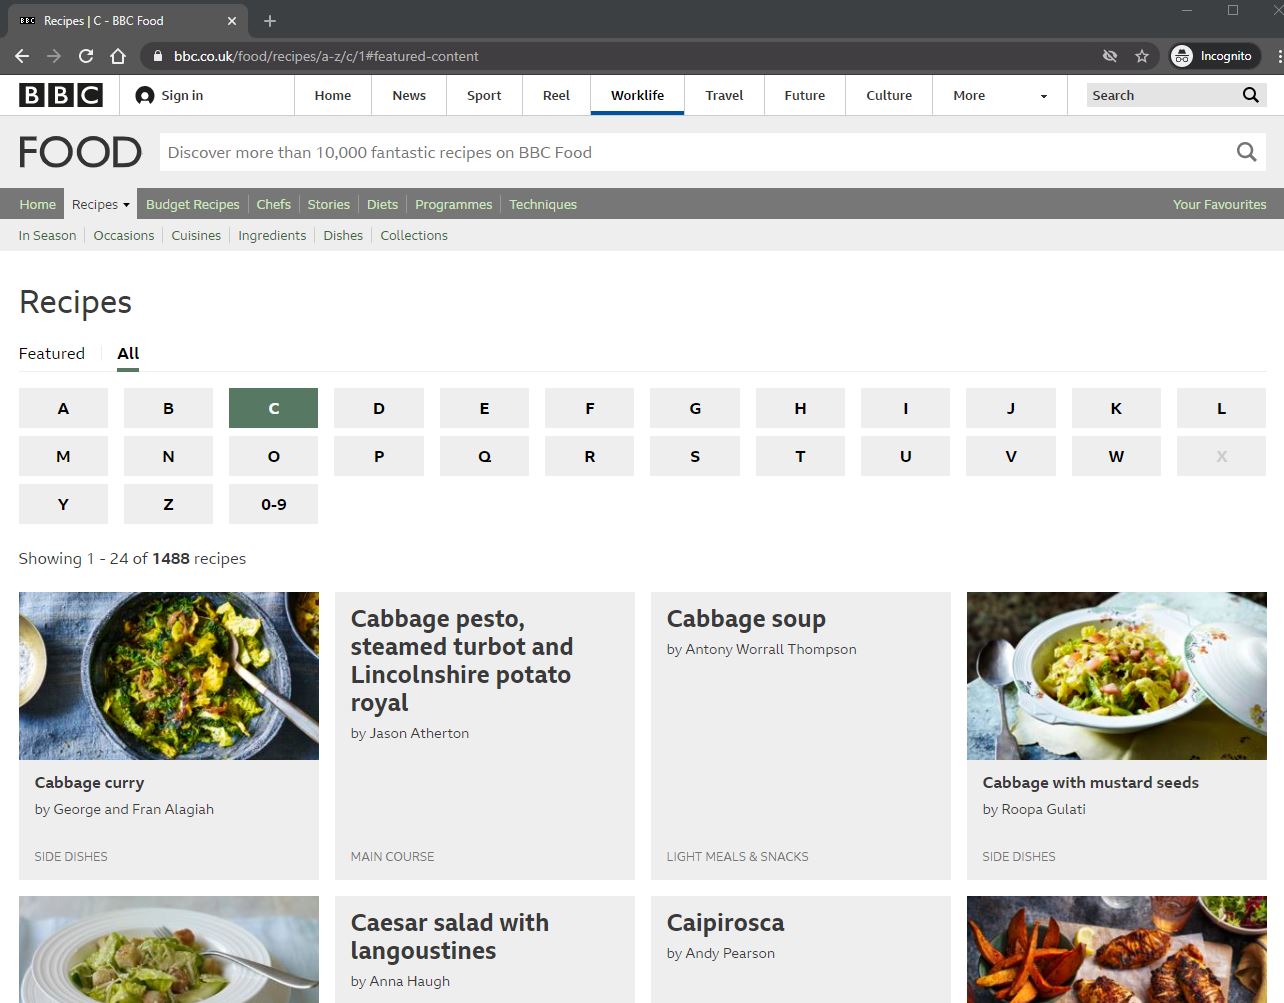 BBC Recipes | C - BBC Food
bbc.co.uk/food/recipes/a-z/c/1#featured-content Incognito
BBC Sign in Home News Sport Reel Worklife Travel Future Culture More Search
FOOD Discover more than 10,000 fantastic recipes on BBC Food
Home Recipes Budget Recipes Chefs Stories Diets Programmes Techniques Your Favourites
In Season Occasions Cuisines Ingredients Dishes Collections
Recipes
Featured All
A B C D E F G H I J K L
M N O P Q R S T U V W X
Y Z 0-9
Showing 1 - 24 of 1488 recipes
Cabbage curry
by George and Fran Alagiah
SIDE DISHES
Cabbage pesto,
steamed turbot and
Lincolnshire potato
royal
by Jason Atherton
MAIN COURSE
Cabbage soup
by Antony Worrall Thompson
LIGHT MEALS & SNACKS
Cabbage with mustard seeds
by Roopa Gulati
SIDE DISHES
Caesar salad with
langoustines
by Anna Haugh
Caipirosca
by Andy Pearson